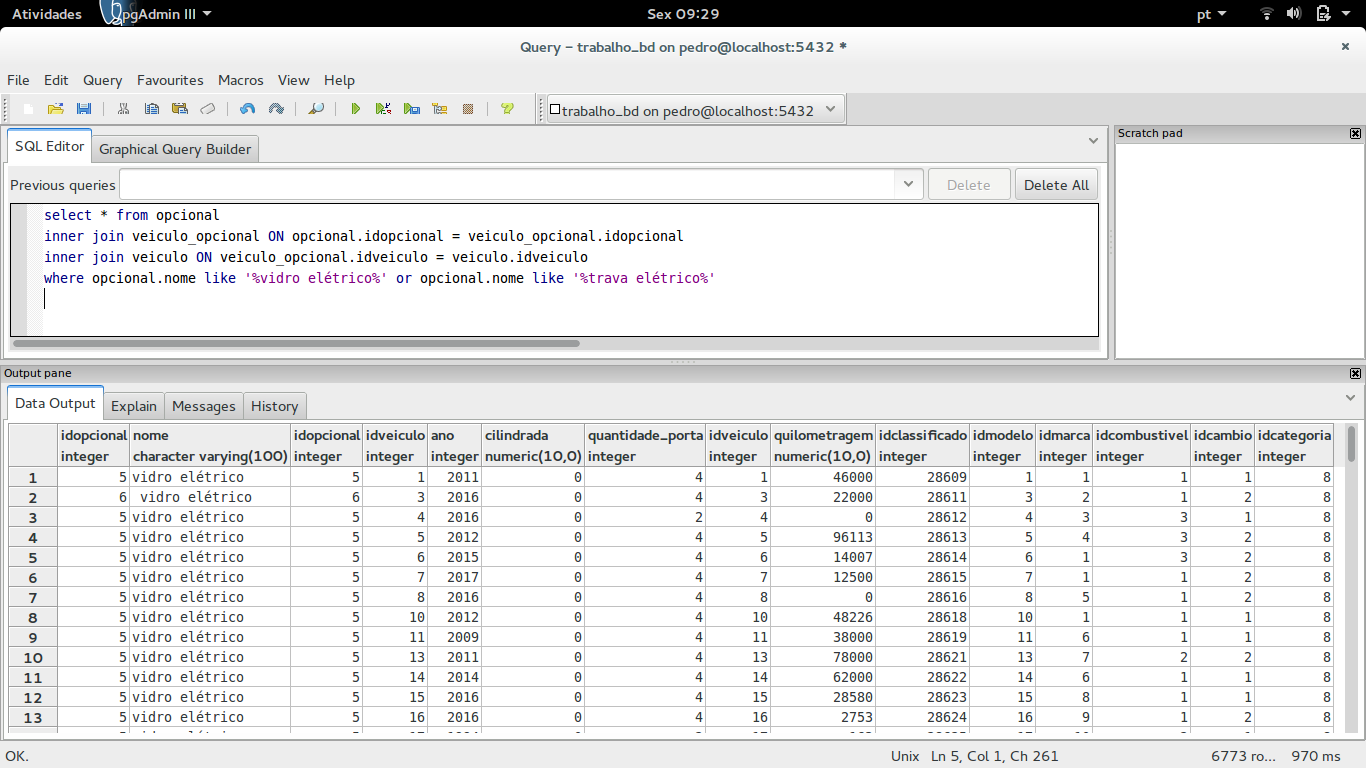 Atividades pgAdmin III Sex 09:29 pt
Query - trabalho_bd on pedro@localhost:5432 *
File Edit Query Favourites Macros View Help
trabalho_bd on pedro@localhost:5432
SQL Editor Graphical Query Builder
Scratch pad
Previous queries Delete Delete All
select * from opcional
inner join veiculo_opcional ON opcional.idopcional = veiculo_opcional.idopcional
inner join veiculo ON veiculo_opcional.idveiculo = veiculo.idveiculo
where opcional.nome like '%vidro elétrico%' or opcional.nome like '%trava elétrico%'
Output pane
Data Output Explain Messages History
idopcional nome idopcional idveiculo ano cilindrada quantidade_porta idveiculo quilometragem idclassificado idmodelo idmarca idcombustivel idcambio idcategoria
integer character varying(100) integer integer integer numeric(10,0) integer integer numeric(10,0) integer integer integer integer integer integer
1 5 vidro elétrico 5 1 2011 0 4 1 46000 28609 1 1 1 1 8
2 6 vidro elétrico 6 3 2016 0 4 3 22000 28611 3 2 1 2 8
3 5 vidro elétrico 5 4 2016 0 2 4 0 28612 4 3 3 1 8
4 5 vidro elétrico 5 5 2012 0 4 5 96113 28613 5 4 3 2 8
5 5 vidro elétrico 5 6 2015 0 4 6 14007 28614 6 1 3 2 8
6 5 vidro elétrico 5 7 2017 0 4 7 12500 28615 7 1 1 2 8
7 5 vidro elétrico 5 8 2016 0 4 8 0 28616 8 5 1 2 8
8 5 vidro elétrico 5 10 2012 0 4 10 48226 28618 10 1 1 1 8
9 5 vidro elétrico 5 11 2009 0 4 11 38000 28619 11 6 1 1 8
10 5 vidro elétrico 5 13 2011 0 4 13 78000 28621 13 7 2 2 8
11 5 vidro elétrico 5 14 2014 0 4 14 62000 28622 14 6 1 1 8
12 5 vidro elétrico 5 15 2016 0 4 15 28580 28623 15 8 1 1 8
13 5 vidro elétrico 5 16 2016 0 4 16 2753 28624 16 9 1 2 8
OK. Unix Ln 5, Col 1, Ch 261 6773 ro... 970 ms